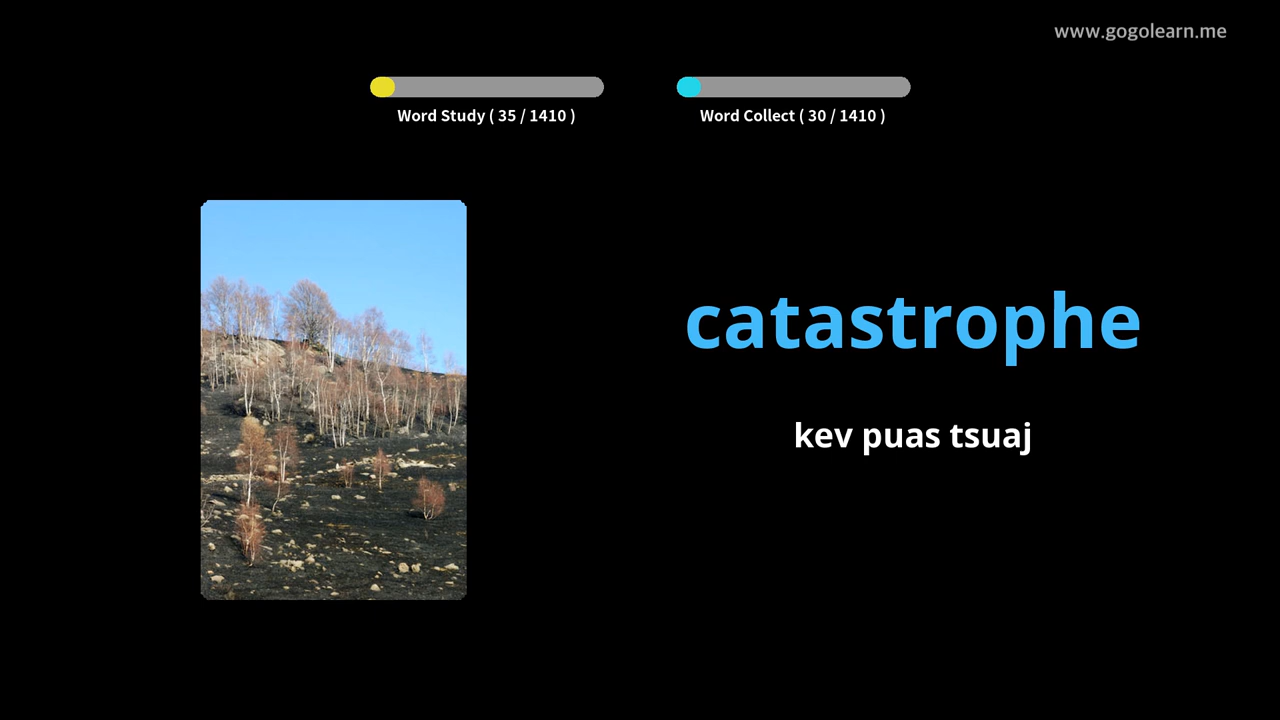 www.gogolearn.me
Word Study ( 35 / 1410 )
Word Collect ( 30 / 1410 )
catastrophe
kev puas tsuaj